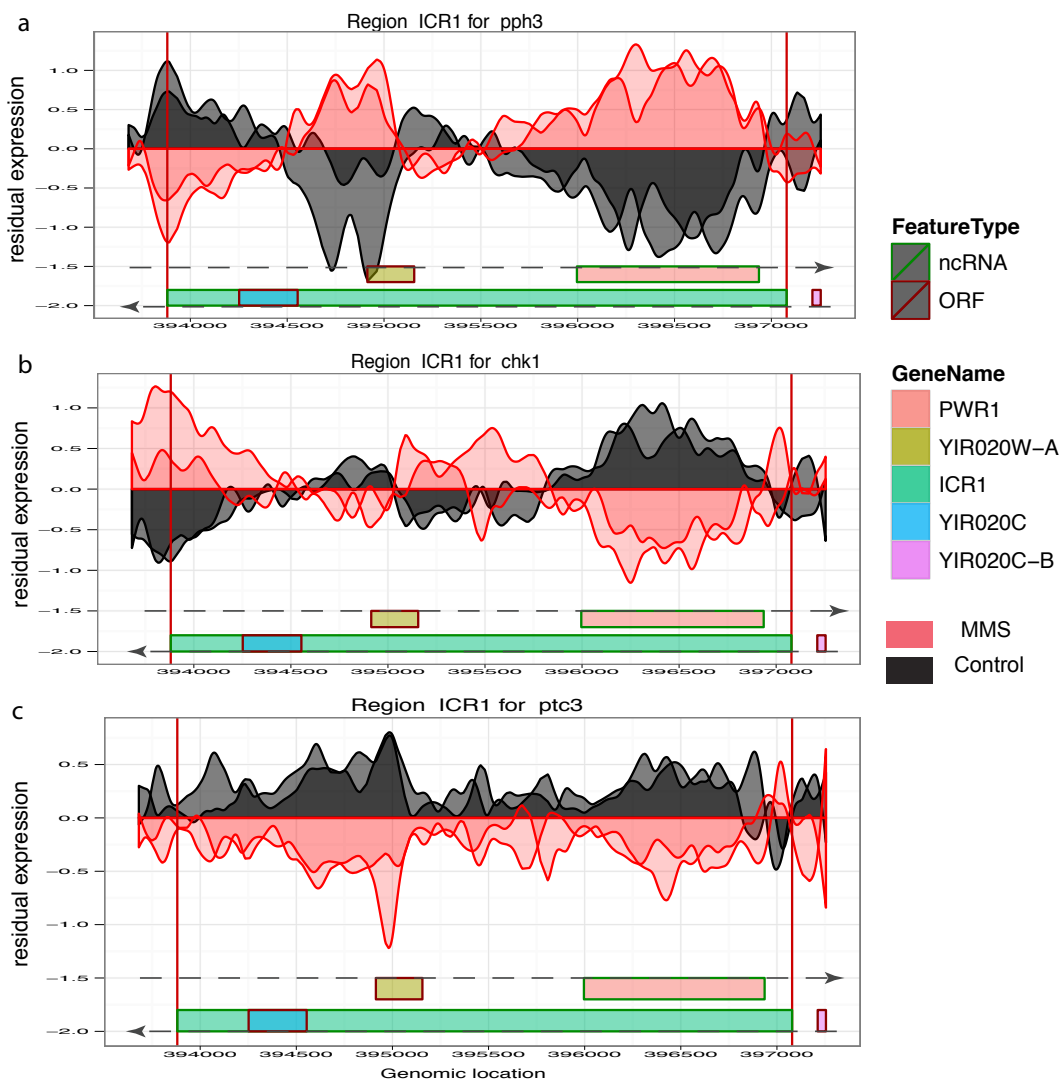 a
Region ICR1 for pph3
residual expression
1.0
0.5
0.0
−0.5
−1.0
−1.5
−2.0
394000 394500 395000 395500 396000 396500 397000
b
Region ICR1 for chk1
residual expression
1.0
0.5
0.0
−0.5
−1.0
−1.5
−2.0
394000 394500 395000 395500 396000 396500 397000
c
Region ICR1 for ptc3
residual expression
0.5
0.0
−0.5
−1.0
−1.5
−2.0
394000 394500 395000 395500 396000 396500 397000
Genomic location
FeatureType
ncRNA
ORF
GeneName
PWR1
YIR020W−A
ICR1
YIR020C
YIR020C−B
MMS
Control